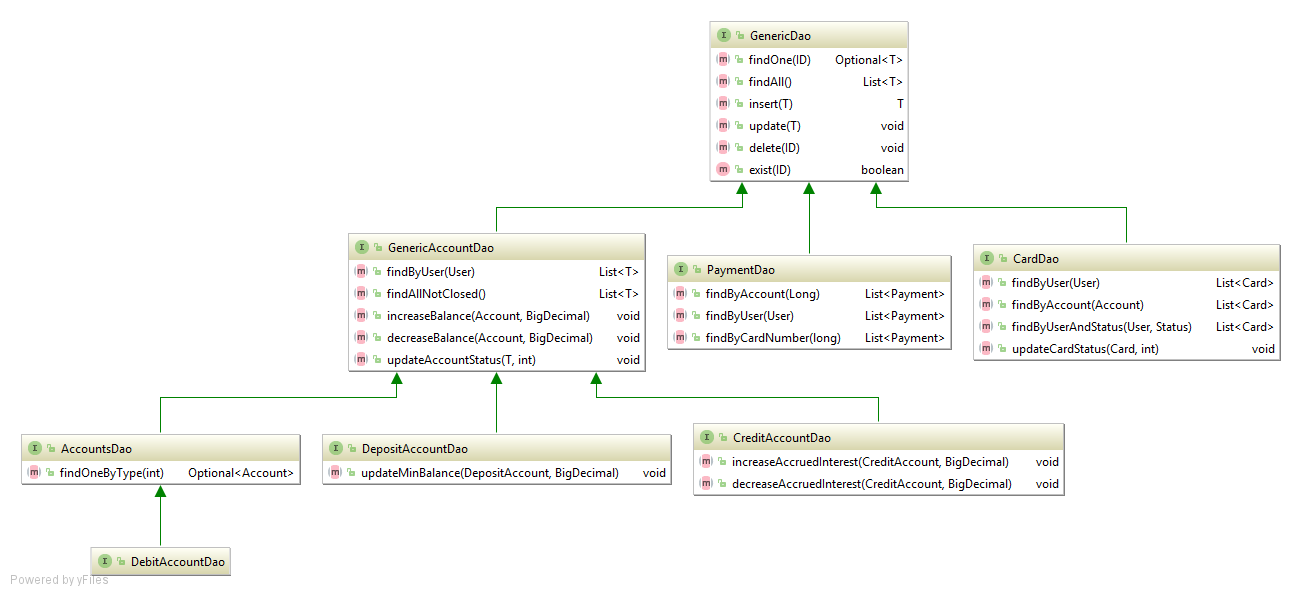 GenericDao
findOne(ID) Optional<T>
findAll() List<T>
insert(T) T
update(T) void
delete(ID) void
exist(ID) boolean
GenericAccountDao
findByUser(User) List<T>
findAllNotClosed() List<T>
increaseBalance(Account, BigDecimal) void
decreaseBalance(Account, BigDecimal) void
updateAccountStatus(T, int) void
PaymentDao
findByAccount(Long) List<Payment>
findByUser(User) List<Payment>
findByCardNumber(long) List<Payment>
CardDao
findByUser(User) List<Card>
findByAccount(Account) List<Card>
findByUserAndStatus(User, Status) List<Card>
updateCardStatus(Card, int) void
AccountsDao
findOneByType(int) Optional<Account>
DepositAccountDao
updateMinBalance(DepositAccount, BigDecimal) void
CreditAccountDao
increaseAccruedInterest(CreditAccount, BigDecimal) void
decreaseAccruedInterest(CreditAccount, BigDecimal) void
DebitAccountDao
Powered by yFiles